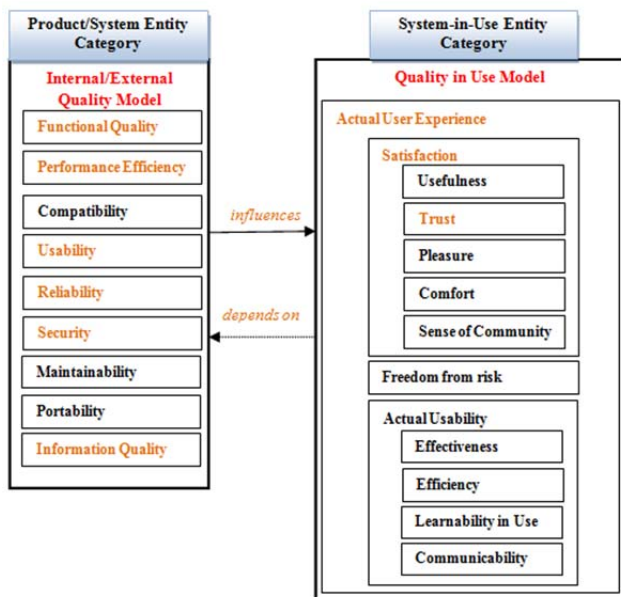 Product/System Entity
Category
Internal/External
Quality Model
Functional Quality
Performance Efficiency
Compatibility
Usability
Reliability
Security
Maintainability
Portability
Information Quality
influences
depends on
System-in-Use Entity
Category
Quality in Use Model
Actual User Experience
Satisfaction
Usefulness
Trust
Pleasure
Comfort
Sense of Community
Freedom from risk
Actual Usability
Effectiveness
Efficiency
Learnability in Use
Communicability